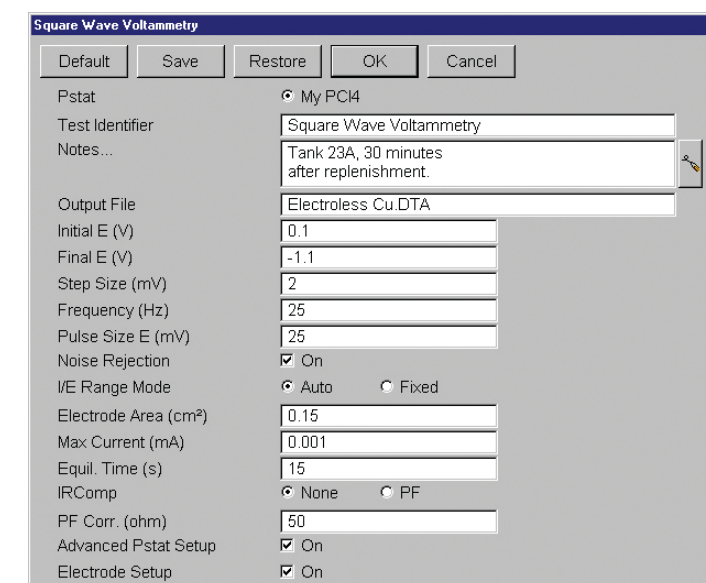 Square Wave Voltammetry
Default Save Restore OK Cancel
Pstat My PCI4
Test Identifier Square Wave Voltammetry
Notes... Tank 23A, 30 minutes
after replenishment.
Output File Electroless Cu.DTA
Initial E (V) 0.1
Final E (V) -1.1
Step Size (mV) 2
Frequency (Hz) 25
Pulse Size E (mV) 25
Noise Rejection On
I/E Range Mode Auto Fixed
Electrode Area (cm²) 0.15
Max Current (mA) 0.001
Equil. Time (s) 15
IRComp None PF
PF Corr. (ohm) 50
Advanced Pstat Setup On
Electrode Setup On